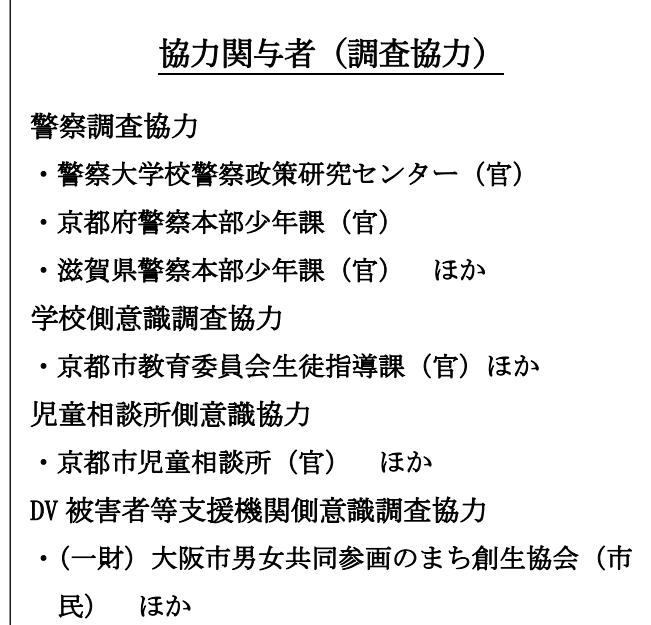 協力関与者（調査協力）
警察調査協力
・警察大学校警察政策研究センター（官）
・京都府警察本部少年課（官）
・滋賀県警察本部少年課（官）　ほか
学校側意識調査協力
・京都市教育委員会生徒指導課（官）ほか
児童相談所側意識協力
・京都市児童相談所（官）　ほか
DV 被害者等支援機関側意識調査協力
・(一財）大阪市男女共同参画のまち創生協会（市
民）　ほか